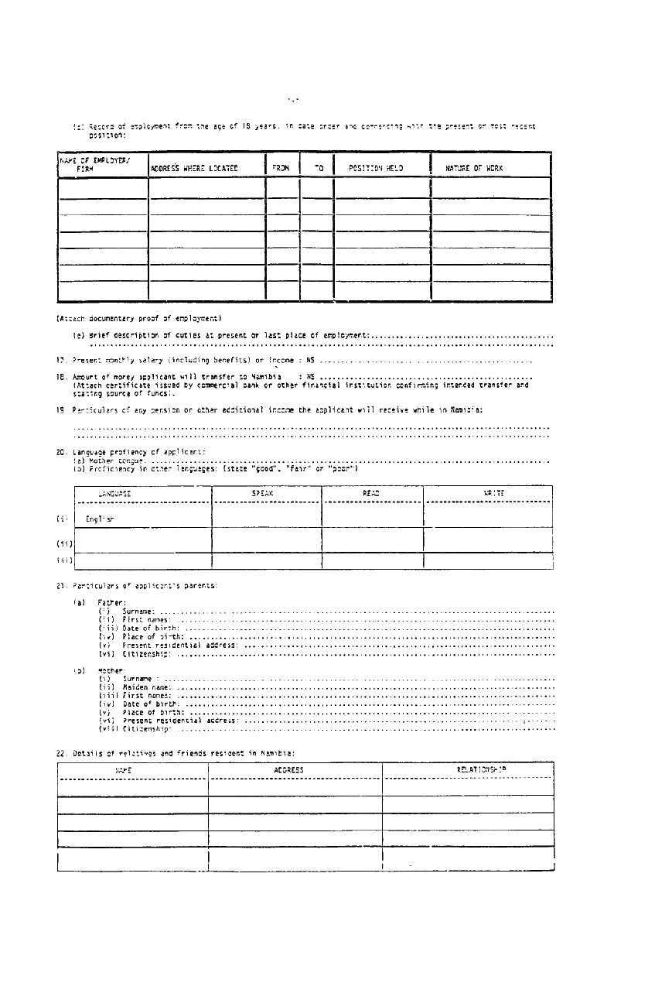 Record of employment from the age of 18 years, in date order and commencing with the present or most recent
position:
NAME OF EMPLOYER/ FIRM ADDRESS WHERE LOCATED FROM TO POSITION HELD NATURE OF WORK
(Attach documentary proof of employment)
(e) Brief description of duties at present or last place of employment:..........................................
..........................................................................................................
17. Present monthly salary (including benefits) or Income : N$ ..................................................
18. Amount of money applicant will transfer to Namibia : N$ ..................................................
(Attach certificate issued by commercial bank or other financial institution confirming intended transfer and
stating source of funds).
19. Particulars of any pension or other additional income the applicant will receive while in Namibia:
..........................................................................................................
..........................................................................................................
20. Language profiency of applicant:
(a) Mother tongue: ..........................................................................................
(b) Proficiency in other languages: (state "good", "fair" or "poor")
LANGUAGE SPEAK READ WRITE
(i) English
(ii)
iii)
21. Particulars of applicant's parents:
(a) Father:
(i) Surname: ..........................................................................................
(ii) First names: ..........................................................................................
(iii) Date of birth: ..........................................................................................
(iv) Place of birth: ..........................................................................................
(v) Present residential address: ..........................................................................
(vi) Citizenship: ..........................................................................................
(b) Mother:
(i) Surname : ..........................................................................................
(ii) Maiden name: ..........................................................................................
(iii) First names: ..........................................................................................
(iv) Date of birth: ..........................................................................................
(v) Place of birth: ..........................................................................................
(vi) Present residential address: ..........................................................................
(vii) Citizenship: ..........................................................................................
22. Details of relatives and friends resident in Namibia:
NAME ADDRESS RELATIONSHIP